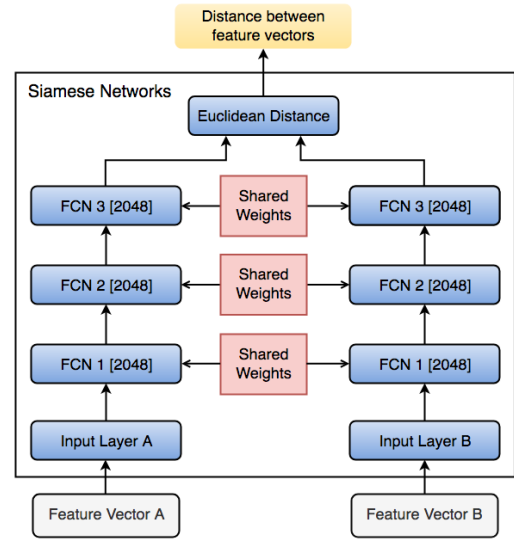 Distance between
feature vectors
Siamese Networks
Euclidean Distance
FCN 3 [2048]
Shared
Weights
FCN 3 [2048]
FCN 2 [2048]
Shared
Weights
FCN 2 [2048]
FCN 1 [2048]
Shared
Weights
FCN 1 [2048]
Input Layer A
Input Layer B
Feature Vector A
Feature Vector B